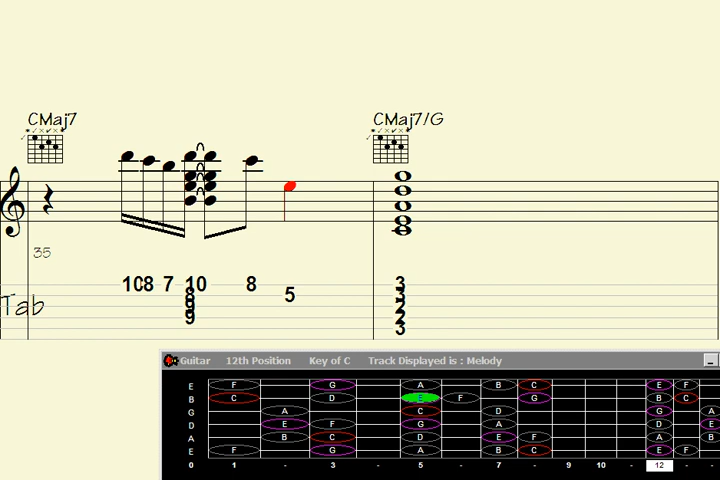 CMaj7 CMaj7/G
35
10 8 7 10 8 3
8 5 3
9 2
9 2
3
Tab
Guitar 12th Position Key of C Track Displayed is : Melody
E F G A B C E F
B C D E F G B C
G A C D G A
D E F G A D E
A B C D E F A B
E F G A B C E F
0 1 - 3 - 5 - 7 - 9 10 - 12 - -